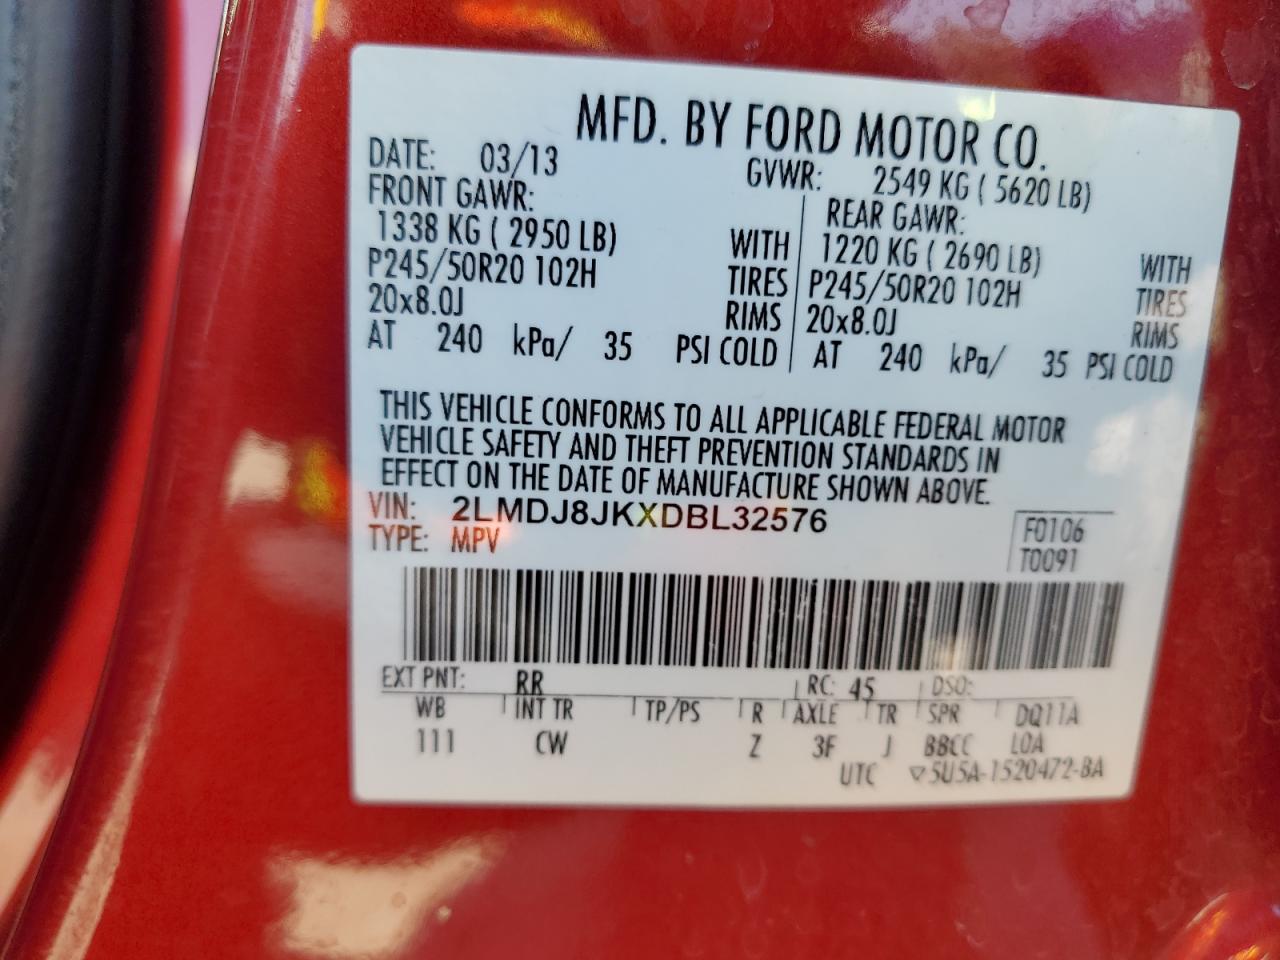 MFD. BY FORD MOTOR CO.
DATE: 03/13 GVWR: 2549 KG ( 5620 LB)
FRONT GAWR: REAR GAWR:
1338 KG ( 2950 LB) WITH 1220 KG ( 2690 LB) WITH
P245/50R20 102H TIRES P245/50R20 102H TIRES
20x8.0J RIMS 20x8.0J RIMS
AT 240 kPa/ 35 PSI COLD AT 240 kPa/ 35 PSI COLD
THIS VEHICLE CONFORMS TO ALL APPLICABLE FEDERAL MOTOR
VEHICLE SAFETY AND THEFT PREVENTION STANDARDS IN
EFFECT ON THE DATE OF MANUFACTURE SHOWN ABOVE.
VIN: 2LMDJ8JKXDBL32576
TYPE: MPV
F0106
T0091
EXT PNT: RR RC: 45 DSO:
WB INT TR TP/PS R AXLE TR SPR DQ11A
111 CW Z 3F J BBCC LOA
UTC ▽5U5A-1520472-BA